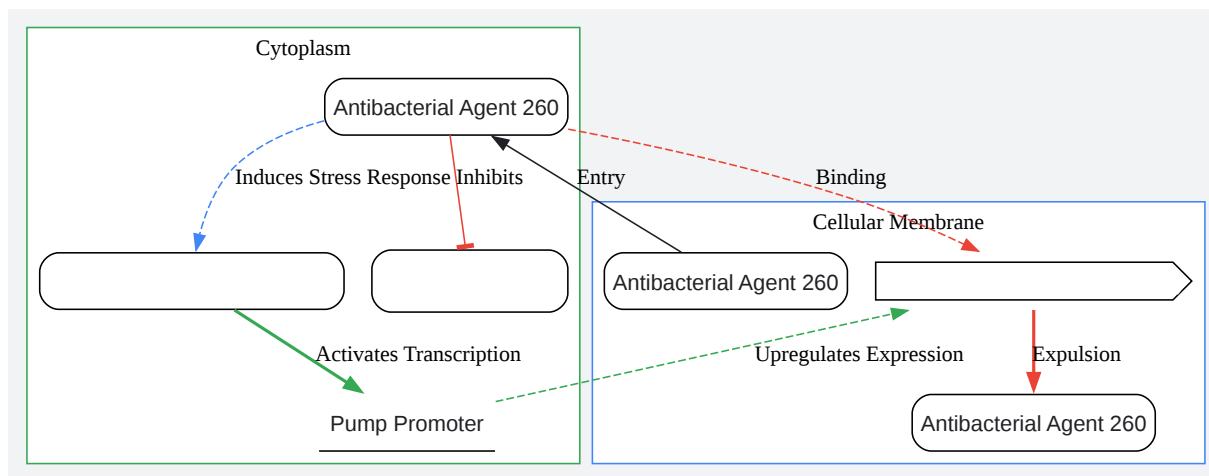 Cytoplasm
Antibacterial Agent 260
Induces Stress Response
Inhibits
Entry
Binding
Cellular Membrane
Antibacterial Agent 260
Activates Transcription
Upregulates Expression
Expulsion
Pump Promoter
Antibacterial Agent 260